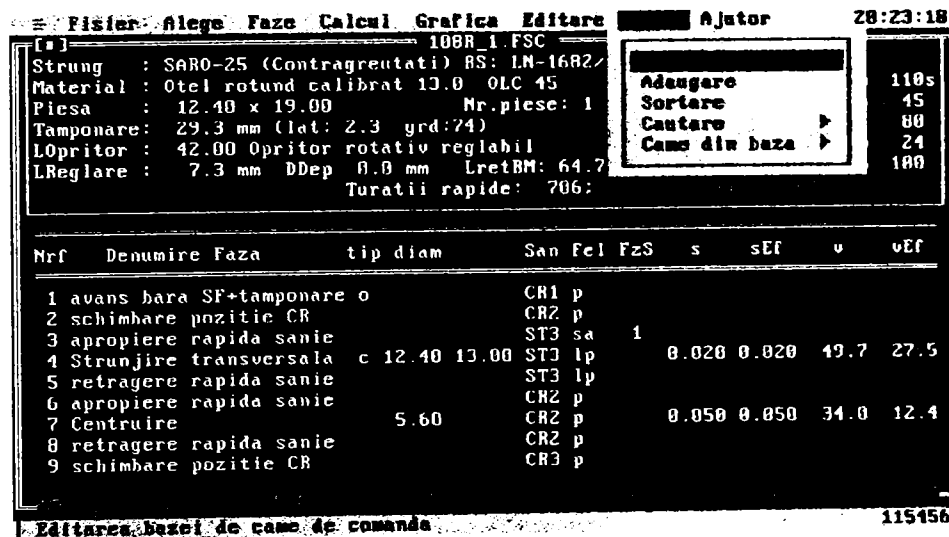 ≡ Fisier Alege Faze Calcul Grafica Editare Ajutor 20:23:18
[■] 108R_1.FSC
Strung : SARO-25 (Contragreutati) RS: LN-1682/
Material : Otel rotund calibrat 13.0 OLC 45 110s
Piesa : 12.40 x 19.00 Nr.piese: 1 45
Tamponare: 29.3 mm (lat: 2.3 grd:74) 80
LOpritor : 42.00 Opritor rotativ reglabil 24
LReglare : 7.3 mm DDep 0.0 mm LretRM: 64.7 100
Turatii rapide: 706;
Adaugare
Sortare
Cautare ►
Came din baza ►
Nrf Denumire Faza tip diam San Fel FzS s sEf v vEf
1 avans bara SF+tamponare o CR1 p
2 schimbare pozitie CR CR2 p
3 apropiere rapida sanie ST3 sa 1
4 Strunjire transversala c 12.40 13.00 ST3 lp 0.020 0.020 49.7 27.5
5 retragere rapida sanie ST3 lp
6 apropiere rapida sanie CR2 p
7 Centruire 5.60 CR2 p 0.050 0.050 34.0 12.4
8 retragere rapida sanie CR2 p
9 schimbare pozitie CR CR3 p
Editarea bazei de came de comanda 115456